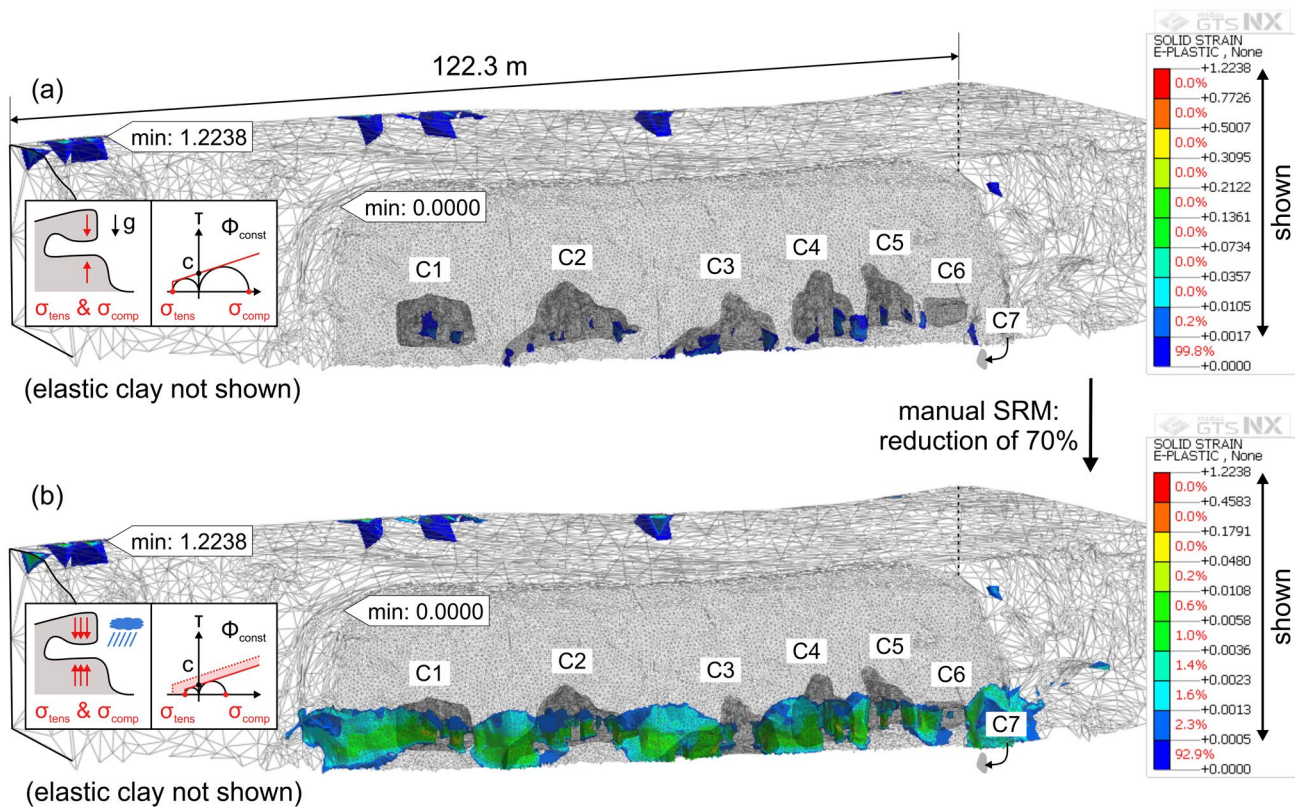 midas
GTS NX
SOLID STRAIN
E-PLASTIC , None
+1.2238
0.0%
+0.7726
0.0%
+0.5007
0.0%
+0.3095
0.0%
+0.2122
0.0%
+0.1361
0.0%
+0.0734
0.0%
+0.0357
0.0%
+0.0105
0.2%
+0.0017
99.8%
+0.0000
shown
122.3 m
(a)
min: 1.2238
min: 0.0000
g
σtens & σcomp
τ
Φconst
c
σtens
σcomp
C1
C2
C3
C4
C5
C6
C7
(elastic clay not shown)
manual SRM:
reduction of 70%
midas
GTS NX
SOLID STRAIN
E-PLASTIC , None
+1.2238
0.0%
+0.4583
0.0%
+0.1791
0.0%
+0.0480
0.2%
+0.0108
0.6%
+0.0058
1.0%
+0.0036
1.4%
+0.0023
1.6%
+0.0013
2.3%
+0.0005
92.9%
+0.0000
shown
(b)
min: 1.2238
min: 0.0000
σtens & σcomp
τ
Φconst
c
σtens
σcomp
C1
C2
C3
C4
C5
C6
C7
(elastic clay not shown)